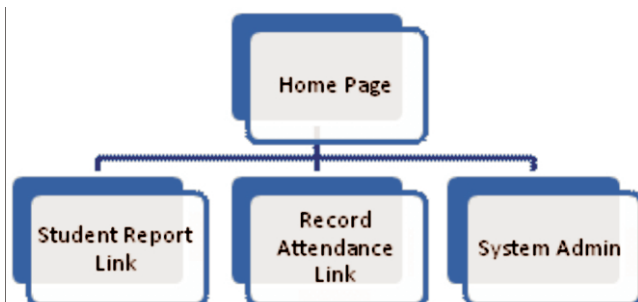 Home Page
Student Report
Link
Record
Attendance
Link
System Admin